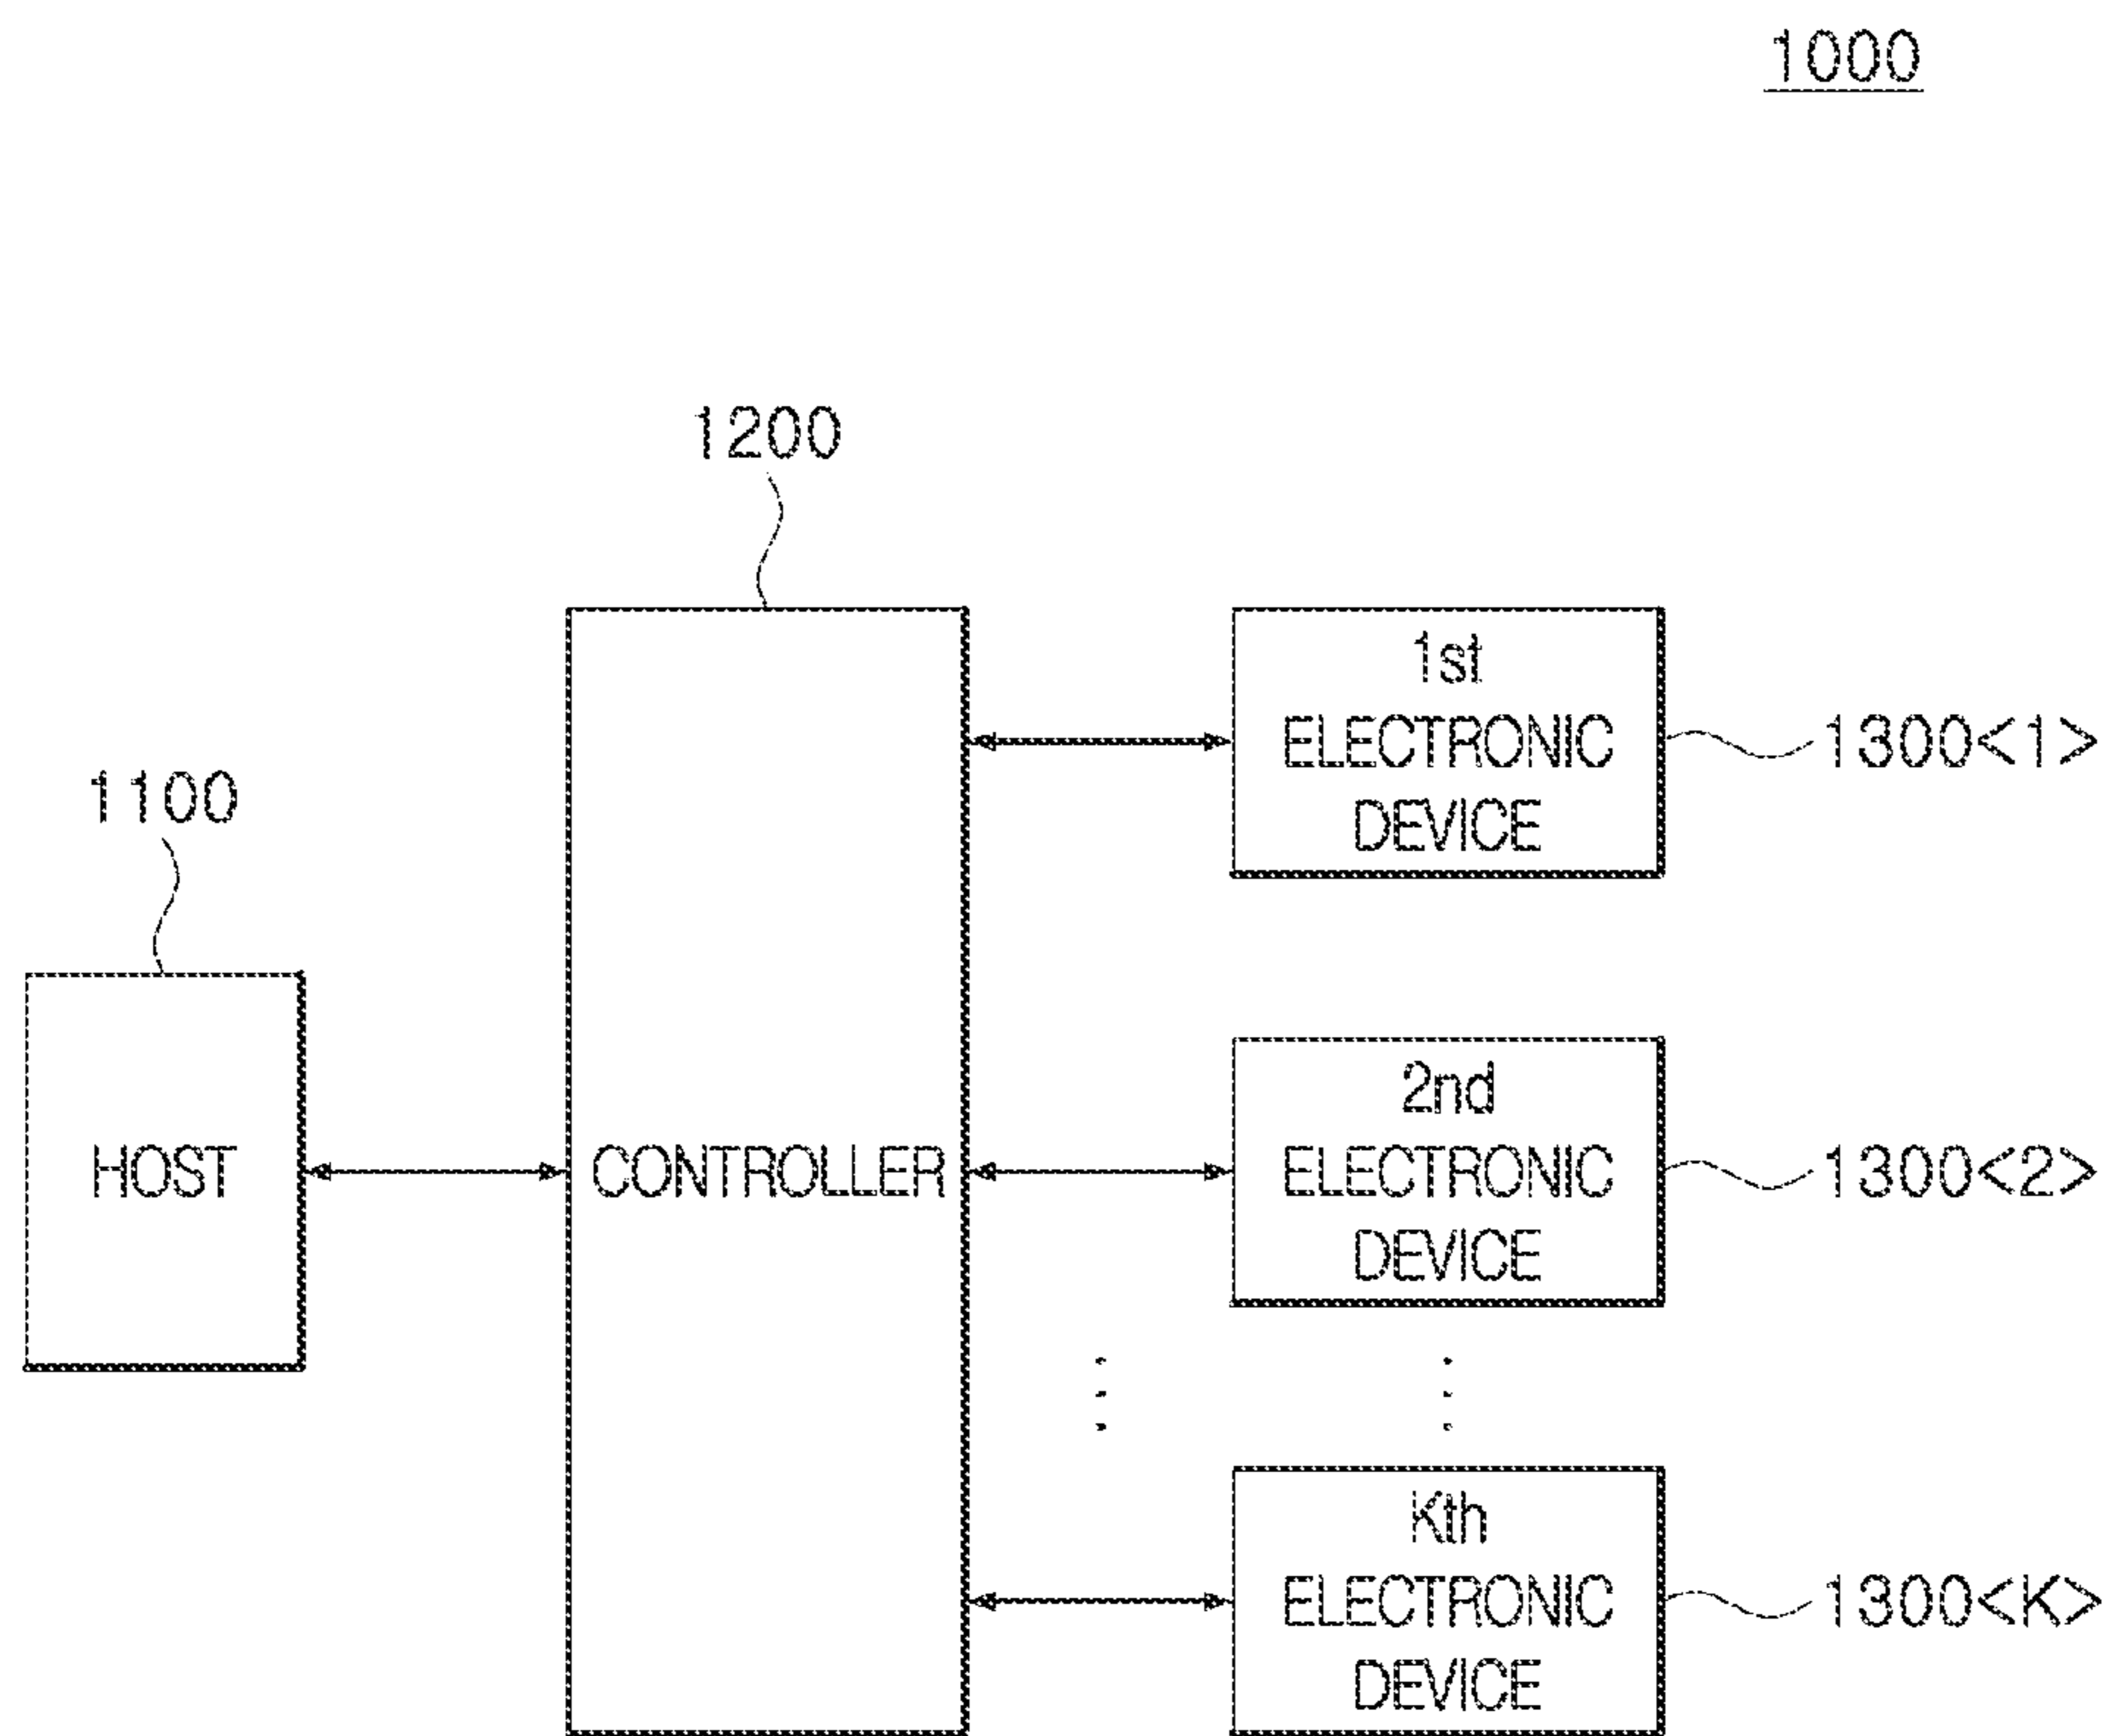 1000
1200
1100
1st
ELECTRONIC
DEVICE
1300<1>
HOST
CONTROLLER
2nd
ELECTRONIC
DEVICE
1300<2>
Kth
ELECTRONIC
DEVICE
1300<K>